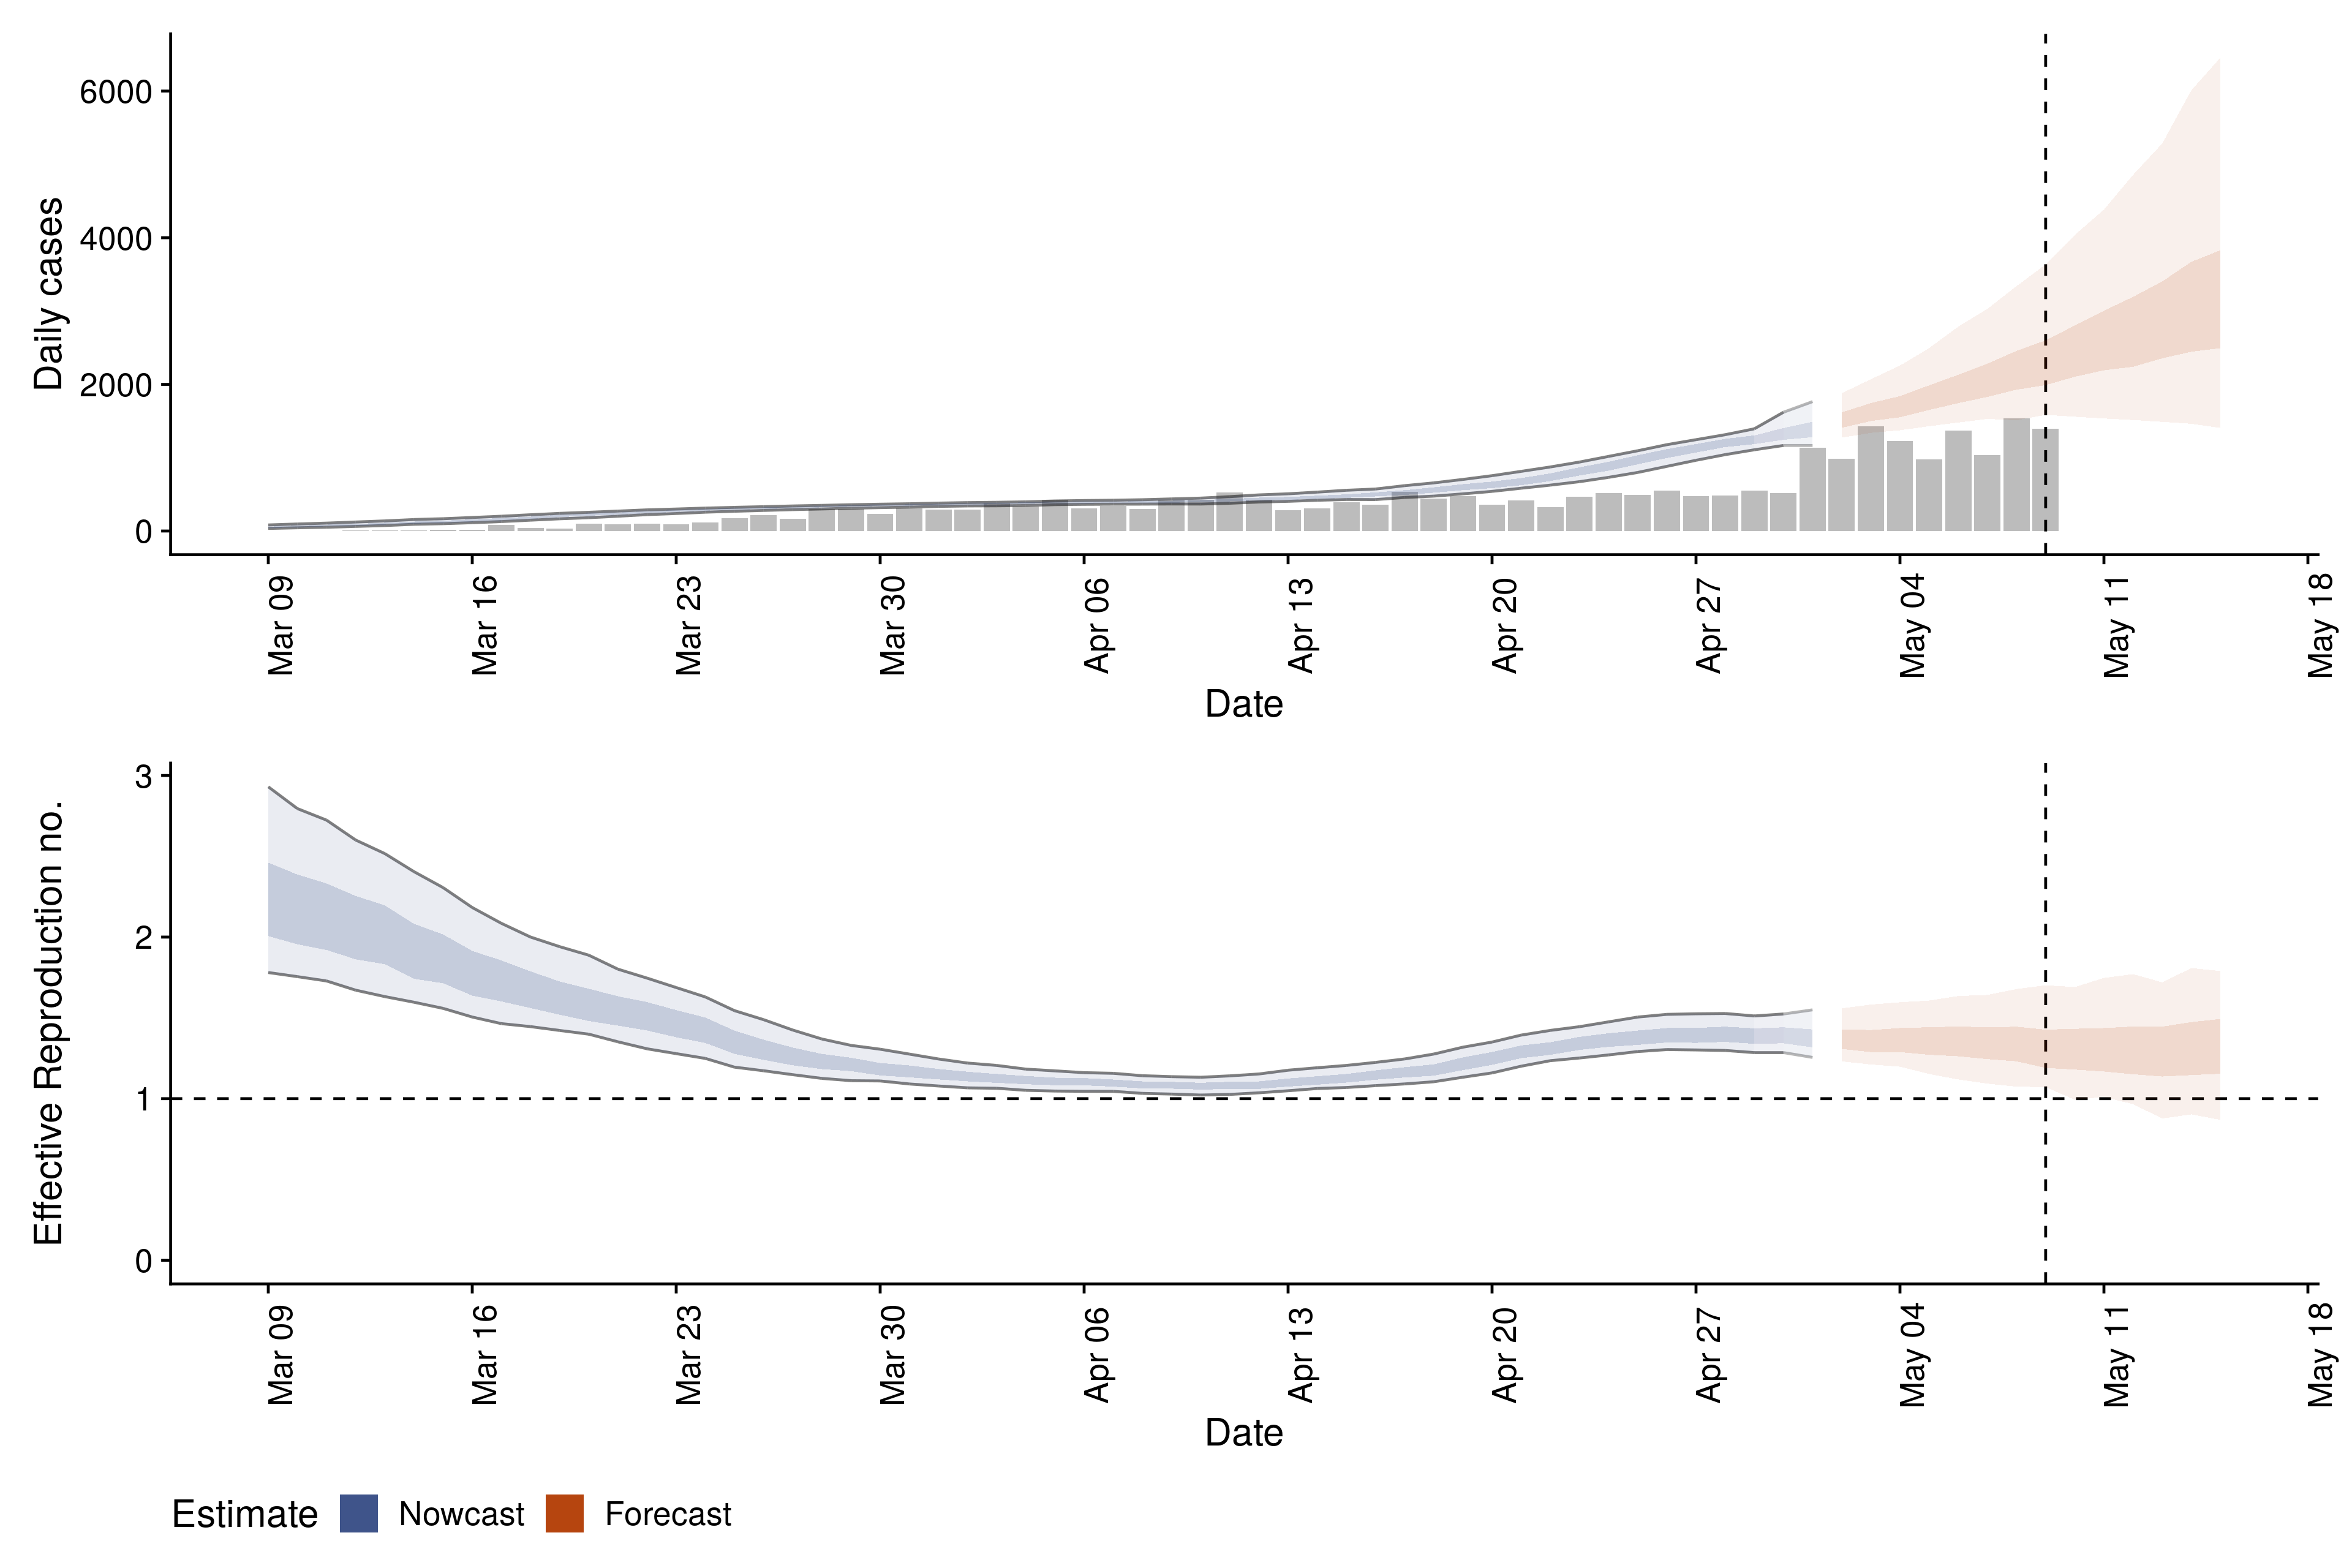 Daily cases
6000
4000
2000
0
Mar 09
Mar 16
Mar 23
Mar 30
Apr 06
Apr 13
Apr 20
Apr 27
May 04
May 11
May 18
Date
Effective Reproduction no.
3
2
1
0
Mar 09
Mar 16
Mar 23
Mar 30
Apr 06
Apr 13
Apr 20
Apr 27
May 04
May 11
May 18
Date
Estimate Nowcast Forecast